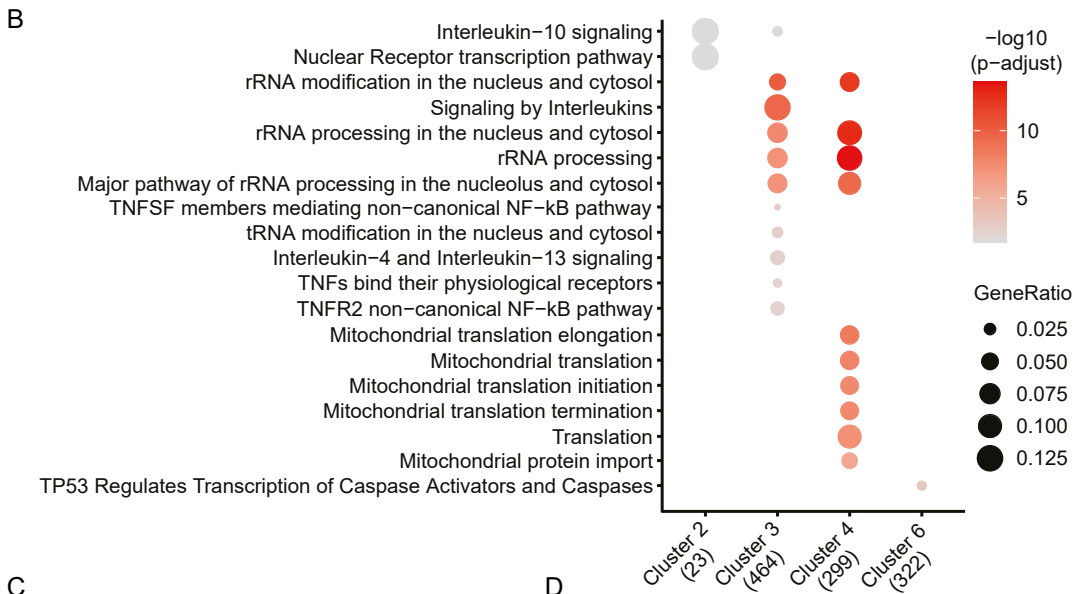 B
Interleukin−10 signaling
Nuclear Receptor transcription pathway
rRNA modification in the nucleus and cytosol
Signaling by Interleukins
rRNA processing in the nucleus and cytosol
rRNA processing
Major pathway of rRNA processing in the nucleolus and cytosol
TNFSF members mediating non−canonical NF−kB pathway
tRNA modification in the nucleus and cytosol
Interleukin−4 and Interleukin−13 signaling
TNFs bind their physiological receptors
TNFR2 non−canonical NF−kB pathway
Mitochondrial translation elongation
Mitochondrial translation
Mitochondrial translation initiation
Mitochondrial translation termination
Translation
Mitochondrial protein import
TP53 Regulates Transcription of Caspase Activators and Caspases
Cluster 2
(23)
Cluster 3
(464)
Cluster 4
(299)
Cluster 6
(322)
−log10
(p−adjust)
10
5
GeneRatio
0.025
0.050
0.075
0.100
0.125
C
D